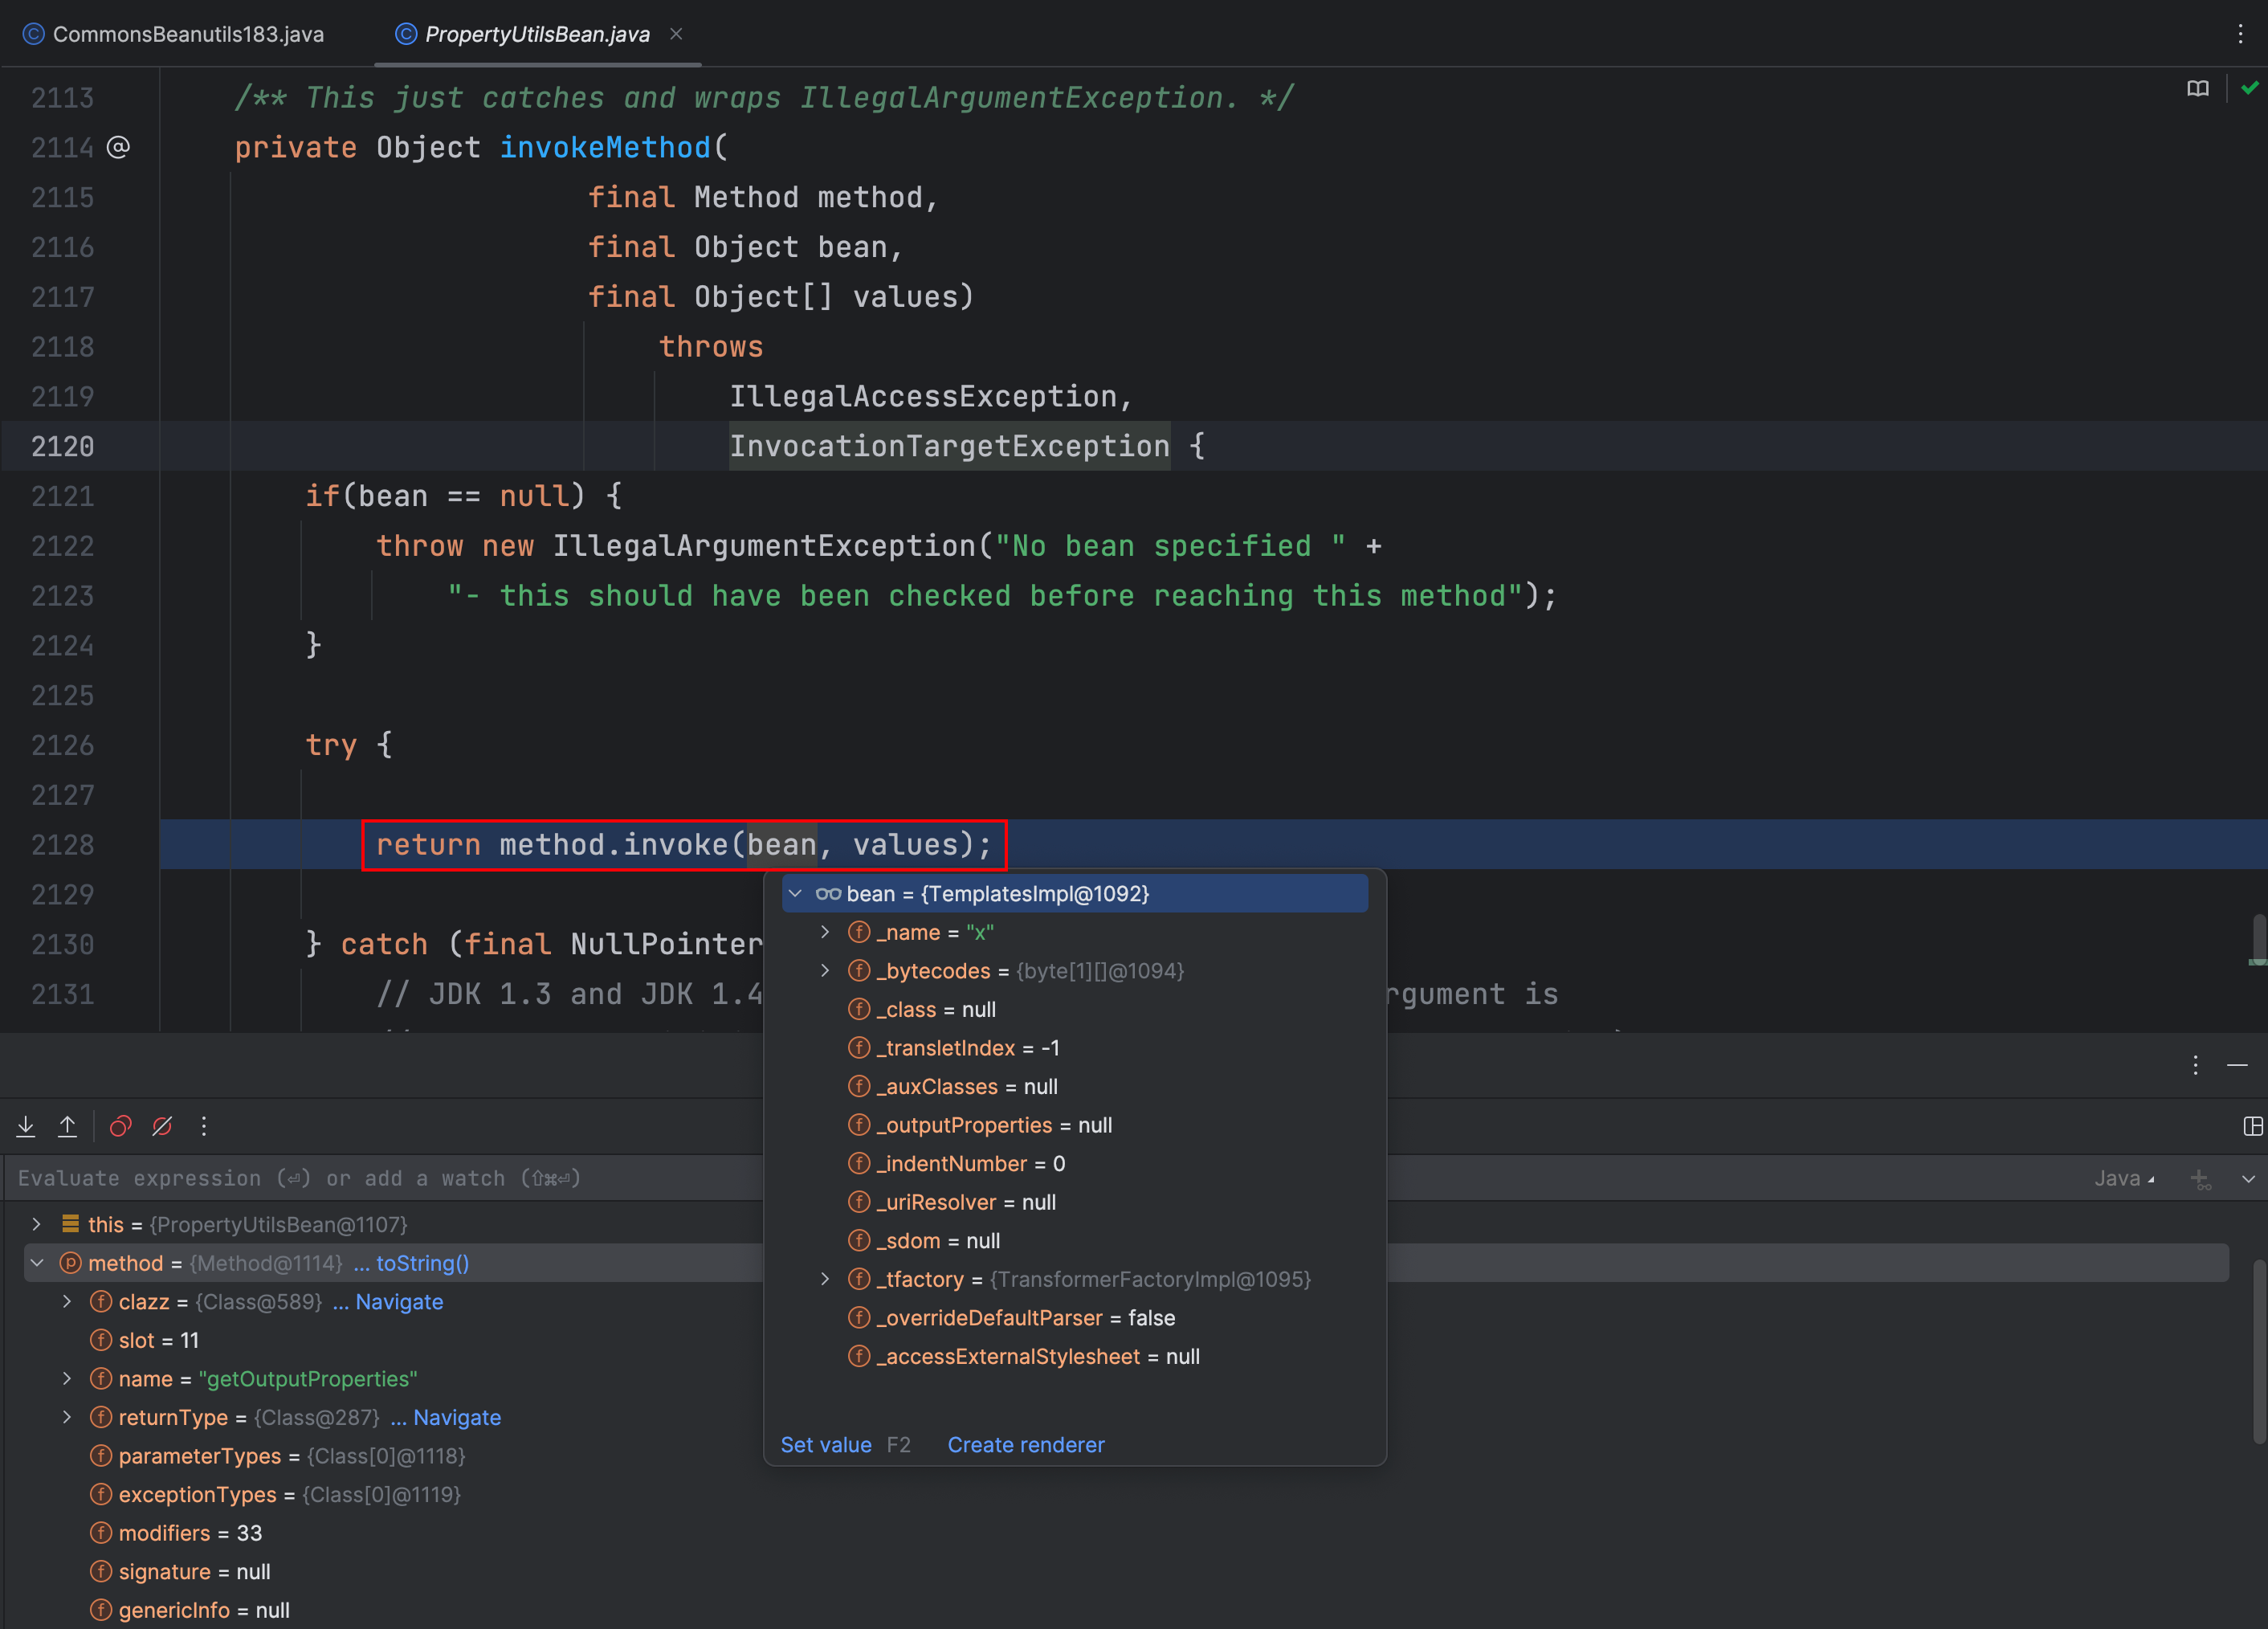 CommonsBeanutils183.java PropertyUtilsBean.java
2113 /** This just catches and wraps IllegalArgumentException. */
2114 @ private Object invokeMethod(
2115 final Method method,
2116 final Object bean,
2117 final Object[] values)
2118 throws
2119 IllegalAccessException,
2120 InvocationTargetException {
2121 if(bean == null) {
2122 throw new IllegalArgumentException("No bean specified " +
2123 "- this should have been checked before reaching this method");
2124 }
2125
2126 try {
2127
2128 return method.invoke(bean, values);
2129
2130 } catch (final NullPointer
2131 // JDK 1.3 and JDK 1.4 rgument is
bean = {TemplatesImpl@1092}
_name = "x"
_bytecodes = {byte[1][]@1094}
_class = null
_transletIndex = -1
_auxClasses = null
_outputProperties = null
_indentNumber = 0
_uriResolver = null
_sdom = null
_tfactory = {TransformerFactoryImpl@1095}
_overrideDefaultParser = false
_accessExternalStylesheet = null
Set value F2 Create renderer
Evaluate expression (⏎) or add a watch (⇧⌘⏎) Java
this = {PropertyUtilsBean@1107}
method = {Method@1114} ... toString()
clazz = {Class@589} ... Navigate
slot = 11
name = "getOutputProperties"
returnType = {Class@287} ... Navigate
parameterTypes = {Class[0]@1118}
exceptionTypes = {Class[0]@1119}
modifiers = 33
signature = null
genericInfo = null